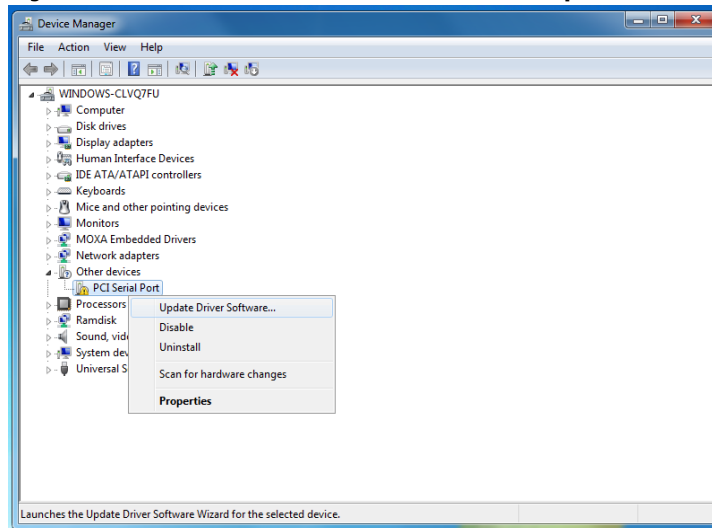 Device Manager
File Action View Help
WINDOWS-CLVQ7FU
Computer
Disk drives
Display adapters
Human Interface Devices
IDE ATA/ATAPI controllers
Keyboards
Mice and other pointing devices
Monitors
MOXA Embedded Drivers
Network adapters
Other devices
PCI Serial Port
Processors
Ramdisk
Sound, vid
System dev
Universal S
Update Driver Software...
Disable
Uninstall
Scan for hardware changes
Properties
Launches the Update Driver Software Wizard for the selected device.